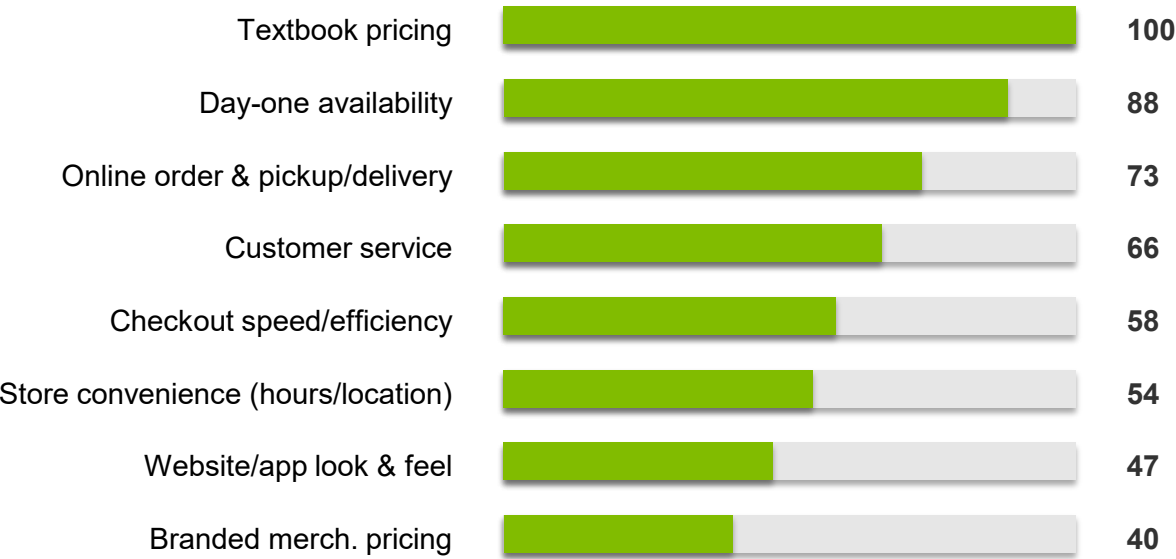 Textbook pricing 100
Day-one availability 88
Online order & pickup/delivery 73
Customer service 66
Checkout speed/efficiency 58
Store convenience (hours/location) 54
Website/app look & feel 47
Branded merch. pricing 40